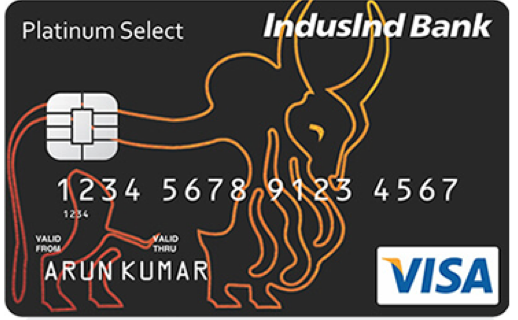 Platinum Select
IndusInd Bank
1234 5678 9123 4567
1234
VALID FROM
VALID THRU
ARUN KUMAR
VISA